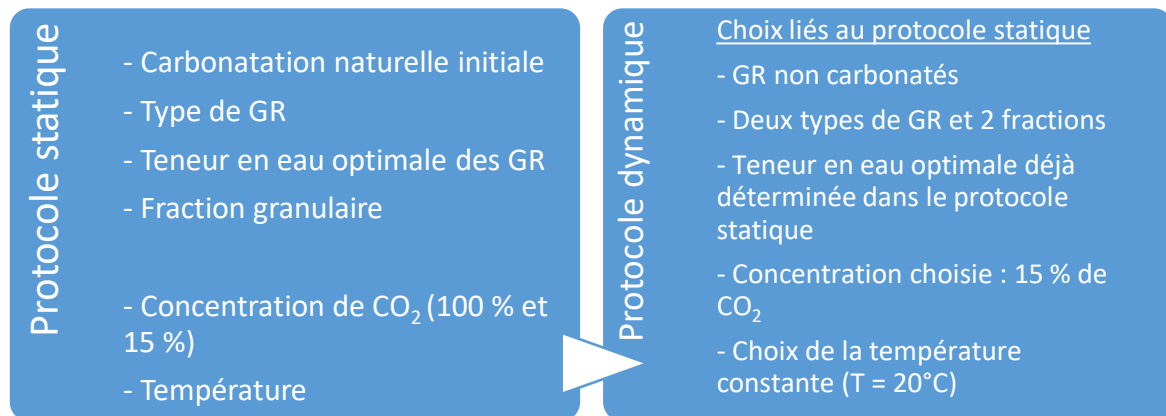 Protocole statique
- Carbonatation naturelle initiale
- Type de GR
- Teneur en eau optimale des GR
- Fraction granulaire
- Concentration de CO₂ (100 % et
15 %)
- Température
Protocole dynamique
Choix liés au protocole statique
- GR non carbonatés
- Deux types de GR et 2 fractions
- Teneur en eau optimale déjà
déterminée dans le protocole
statique
- Concentration choisie : 15 % de
CO₂
- Choix de la température
constante (T = 20°C)